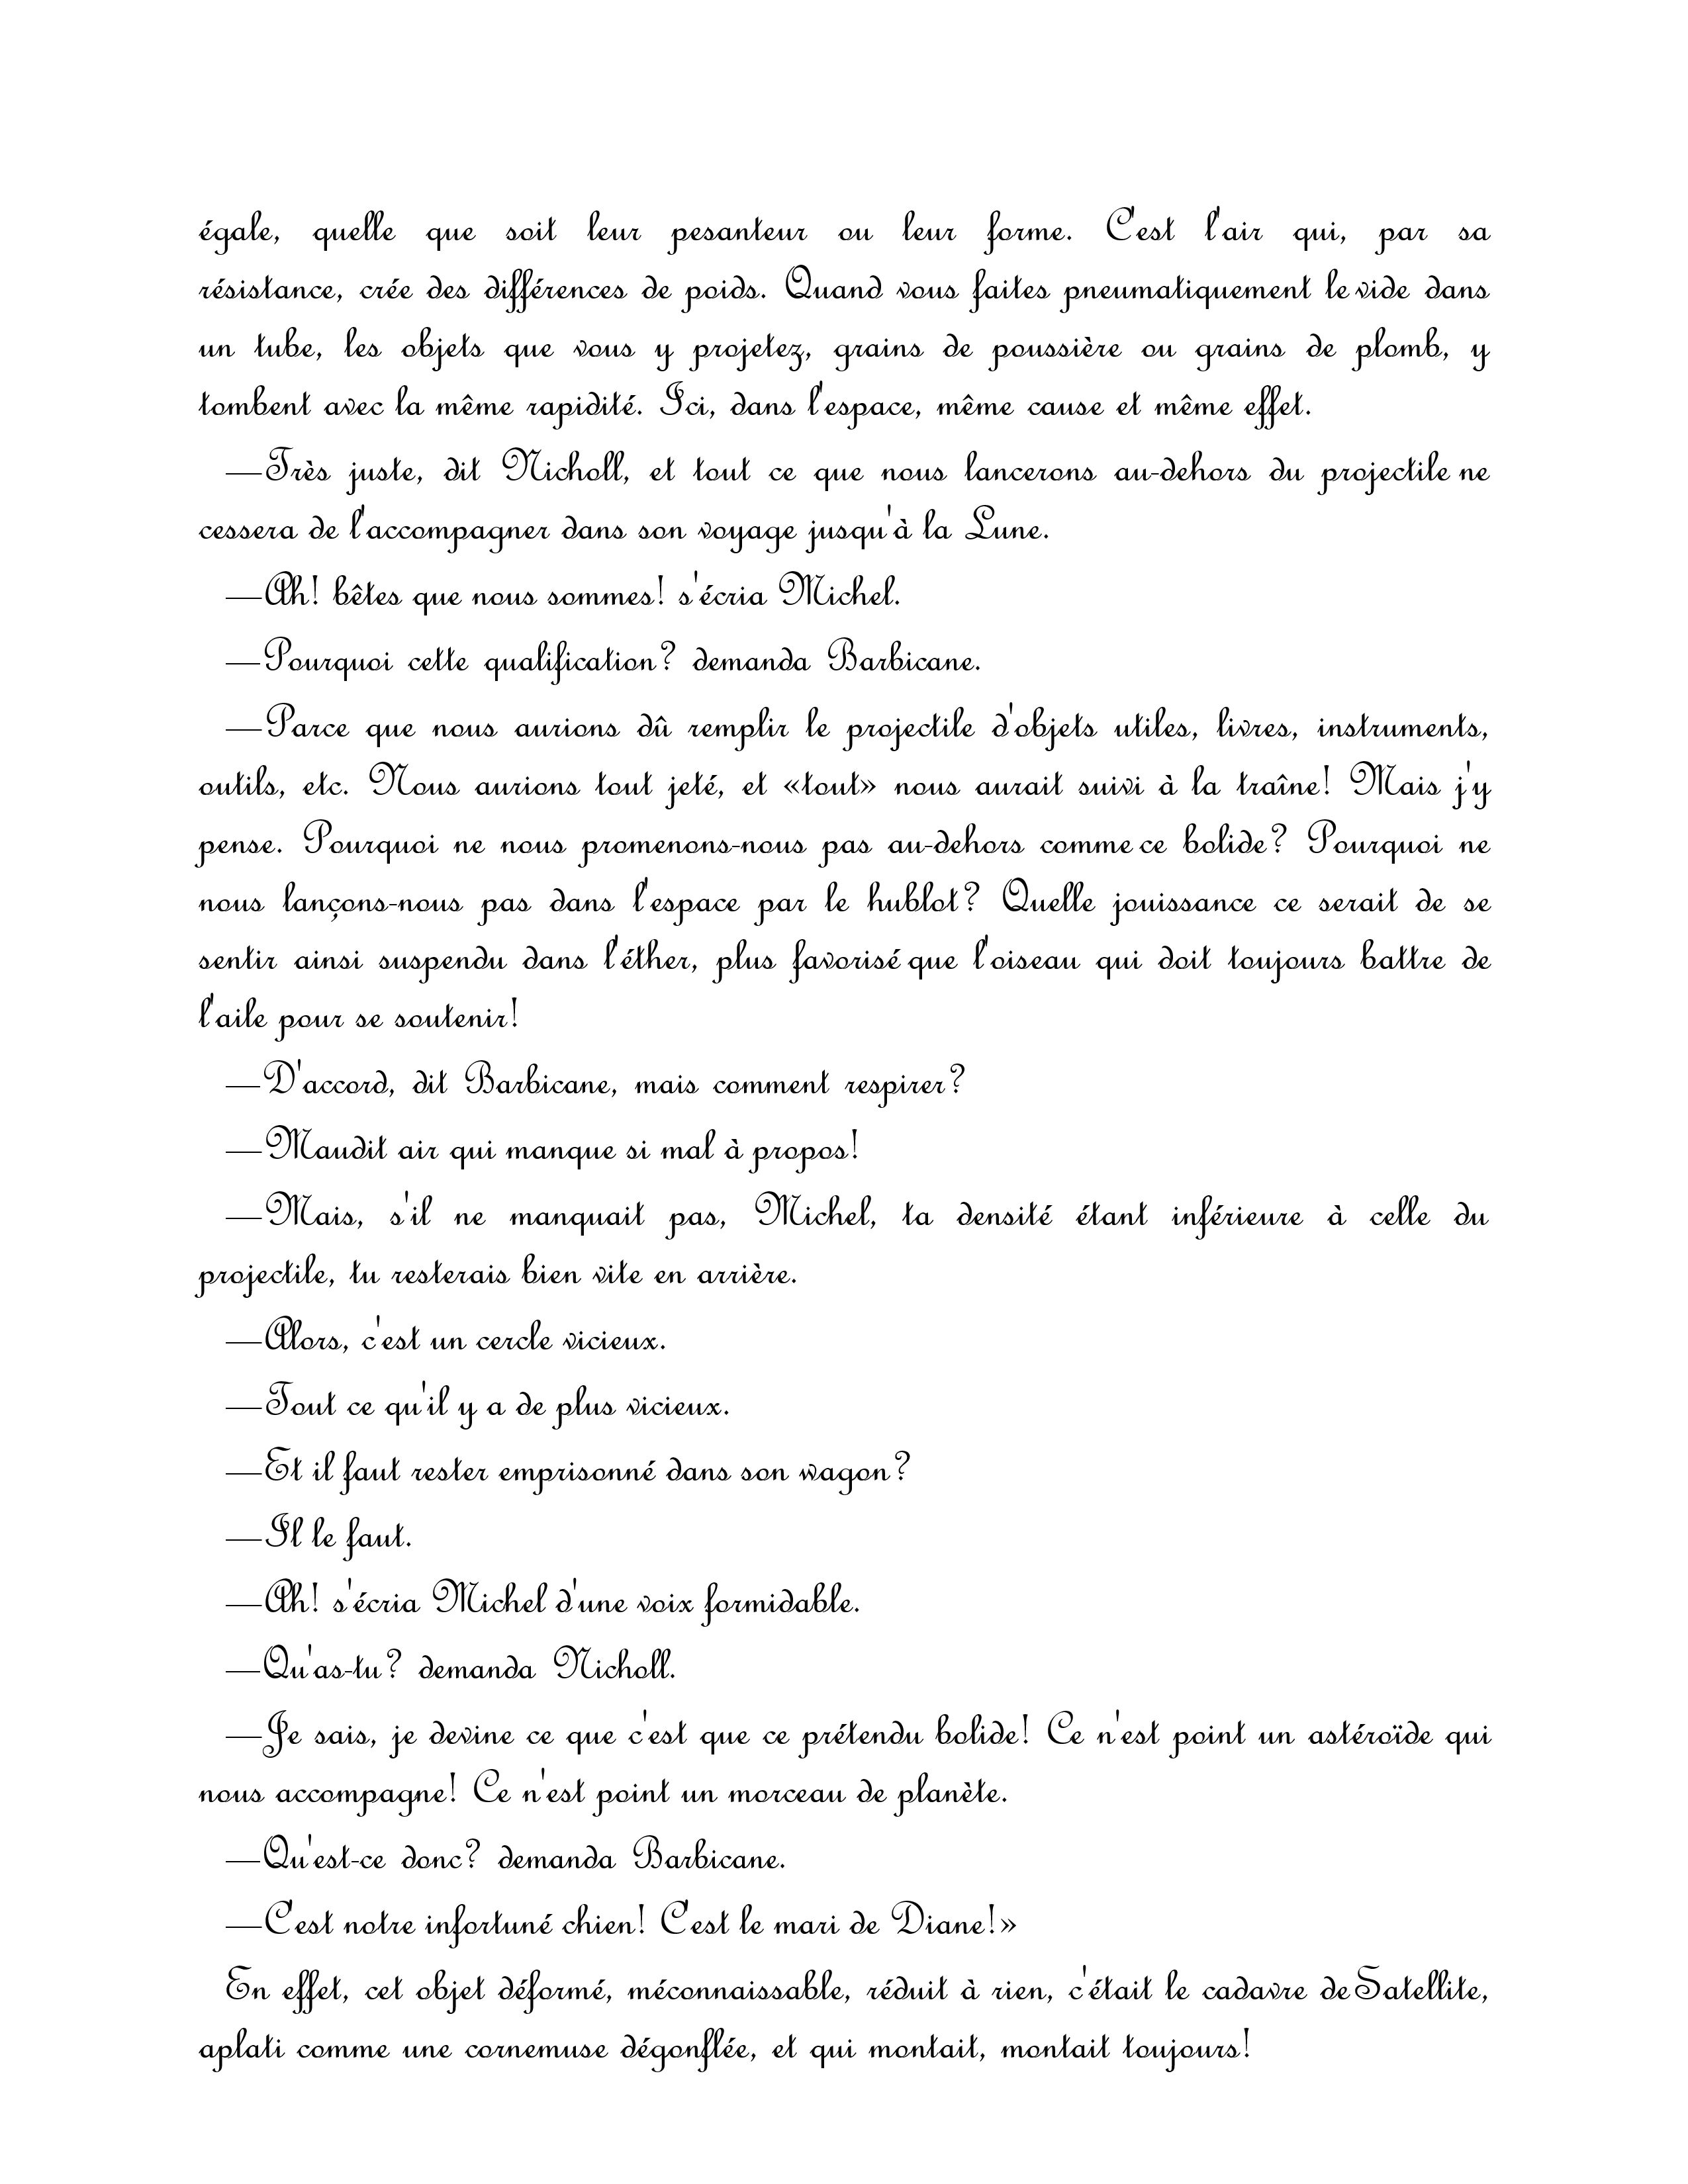 égale, quelle que soit leur pesanteur ou leur forme. C'est l'air qui, par sa
résistance, crée des différences de poids. Quand vous faites pneumatiquement le vide dans
un tube, les objets que vous y projetez, grains de poussière ou grains de plomb, y
tombent avec la même rapidité. Ici, dans l'espace, même cause et même effet.
—Très juste, dit Nicholl, et tout ce que nous lancerons au-dehors du projectile ne
cessera de l'accompagner dans son voyage jusqu'à la Lune.
—Ah! bêtes que nous sommes! s'écria Michel.
—Pourquoi cette qualification? demanda Barbicane.
—Parce que nous aurions dû remplir le projectile d'objets utiles, livres, instruments,
outils, etc. Nous aurions tout jeté, et «tout» nous aurait suivi à la traîne! Mais j'y
pense. Pourquoi ne nous promenons-nous pas au-dehors comme ce bolide? Pourquoi ne
nous lançons-nous pas dans l'espace par le hublot? Quelle jouissance ce serait de se
sentir ainsi suspendu dans l'éther, plus favorisé que l'oiseau qui doit toujours battre de
l'aile pour se soutenir!
—D'accord, dit Barbicane, mais comment respirer?
—Maudit air qui manque si mal à propos!
—Mais, s'il ne manquait pas, Michel, ta densité étant inférieure à celle du
projectile, tu resterais bien vite en arrière.
—Alors, c'est un cercle vicieux.
—Tout ce qu'il y a de plus vicieux.
—Et il faut rester emprisonné dans son wagon?
—Il le faut.
—Ah! s'écria Michel d'une voix formidable.
—Qu'as-tu? demanda Nicholl.
—Je sais, je devine ce que c'est que ce prétendu bolide! Ce n'est point un astéroïde qui
nous accompagne! Ce n'est point un morceau de planète.
—Qu'est-ce donc? demanda Barbicane.
—C'est notre infortuné chien! C'est le mari de Diane!»
En effet, cet objet déformé, méconnaissable, réduit à rien, c'était le cadavre de Satellite,
aplati comme une cornemuse dégonflée, et qui montait, montait toujours!